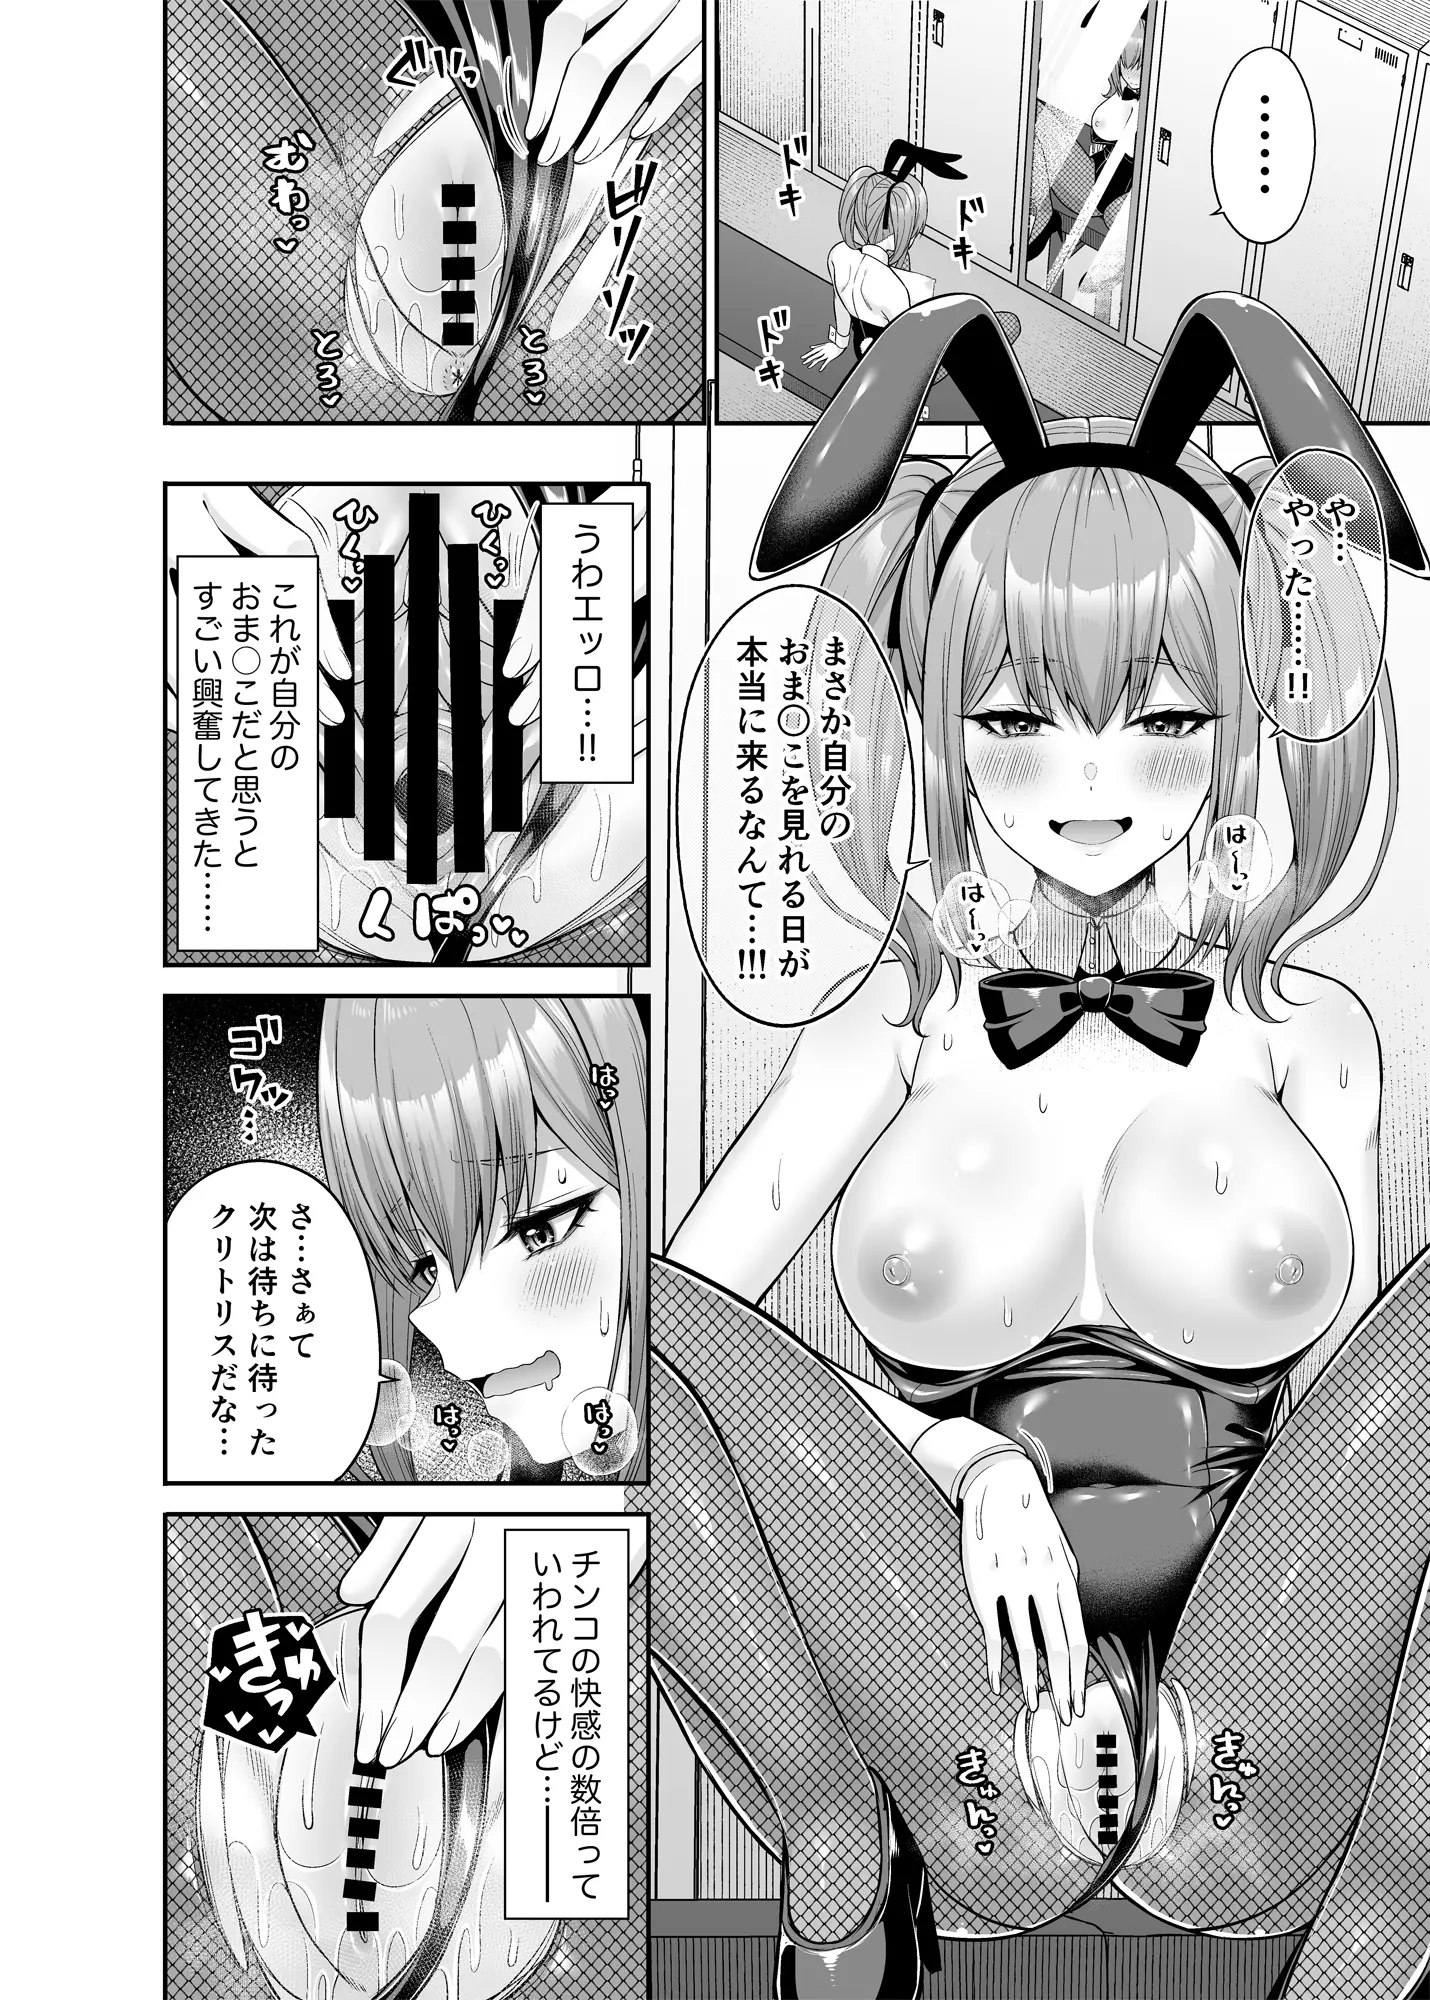 ・・・・・・
ドキ
ドキ
ドキ
や…
やった………!!
まさか自分の
おま〇こを見れる日が
本当に来るなんて…!!!
は〜っ
は〜っ
きゅんっ
きゅんっ
ぐいっ
むわっ
ピリッ
とろ
とろ
うわエッロ…!!
これが自分の
おま〇こだと思うと
すごい興奮してきた……
ひくっ
ひくっ
くぱぁっ
ゴクッ…
はっ
さ…さぁて
次は待ちに待った
クリトリスだな…
はっ
はっ
チンコの快感の数倍って
いわれてるけど…――
きゅっ